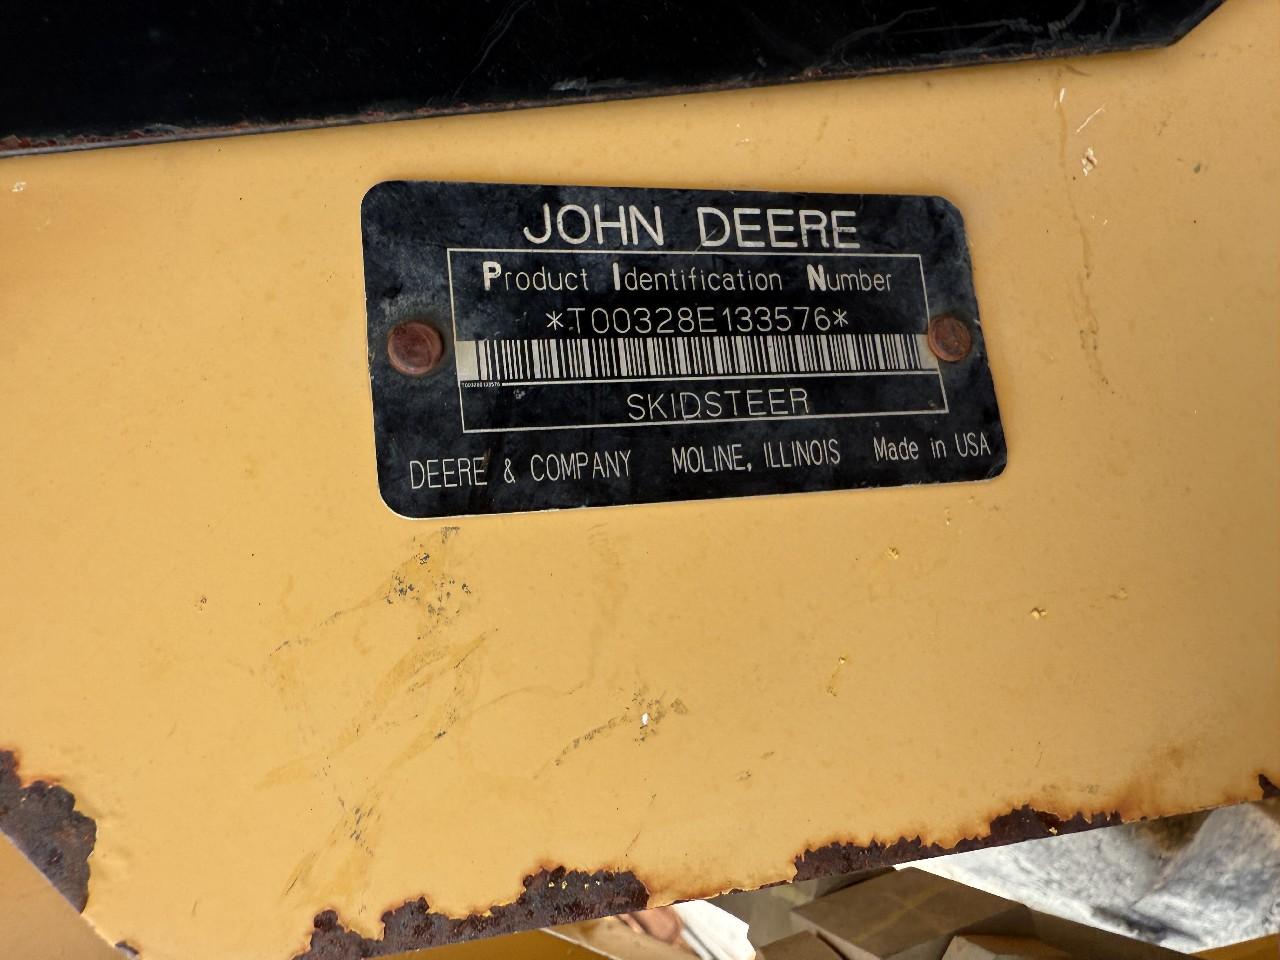 JOHN DEERE
Product Identification Number
*T00328E133576*
SKIDSTEER
DEERE & COMPANY MOLINE, ILLINOIS Made in USA